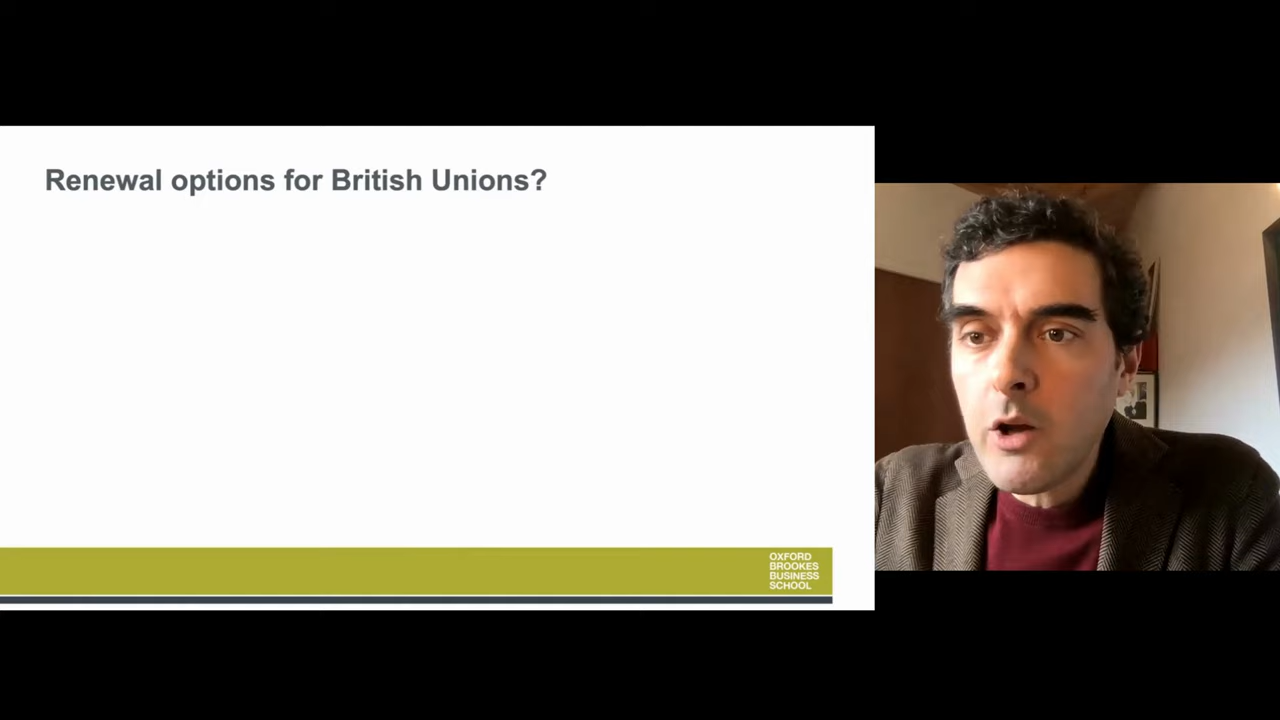 Renewal options for British Unions?
OXFORD
BROOKES
BUSINESS
SCHOOL